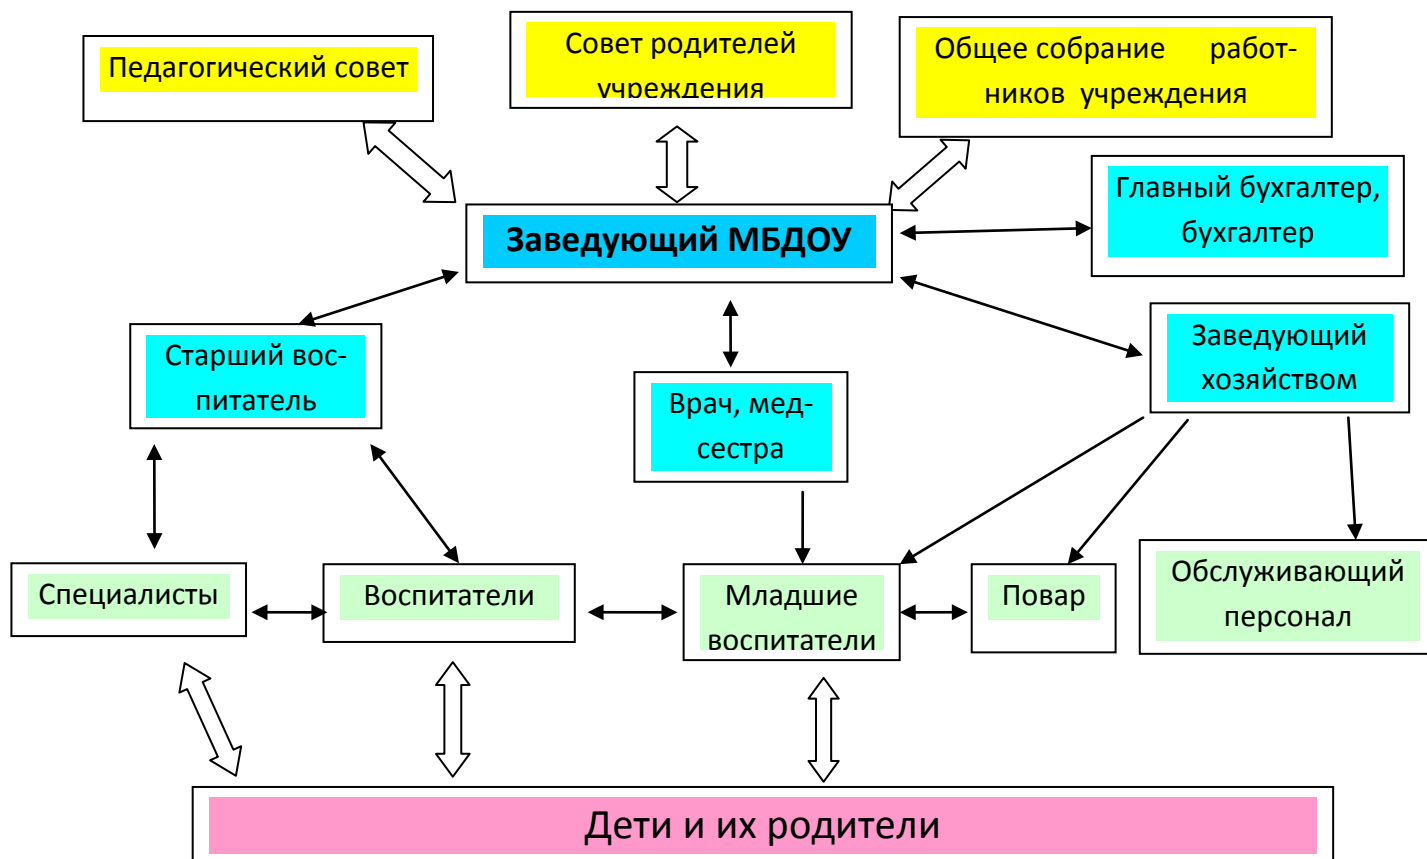 Педагогический совет
Совет родителей
учреждения
Общее собрание работ-
ников учреждения
Главный бухгалтер,
бухгалтер
Заведующий МБДОУ
Старший вос-
питатель
Врач, мед-
сестра
Заведующий
хозяйством
Специалисты
Воспитатели
Младшие
воспитатели
Повар
Обслуживающий
персонал
Дети и их родители